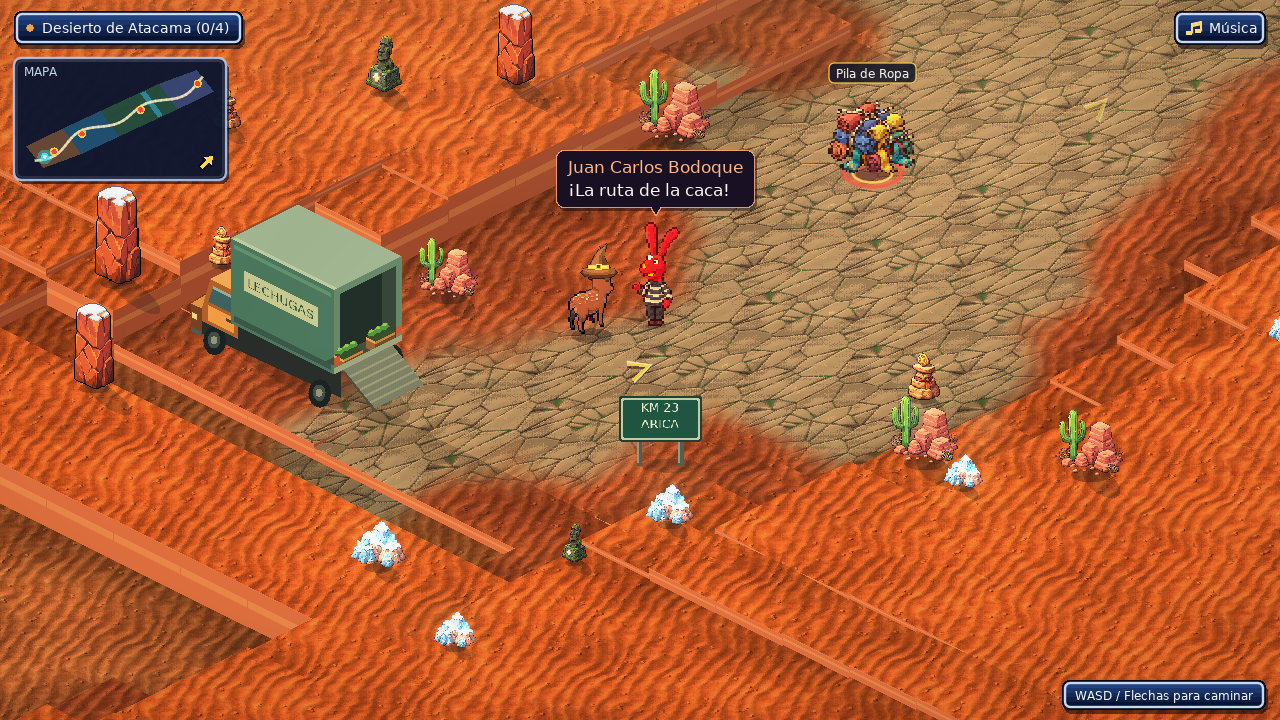 Desierto de Atacama (0/4)
Música
MAPA
Pila de Ropa
Juan Carlos Bodoque
¡La ruta de la caca!
LECHUGAS
KM 23
ARICA
WASD / Flechas para caminar